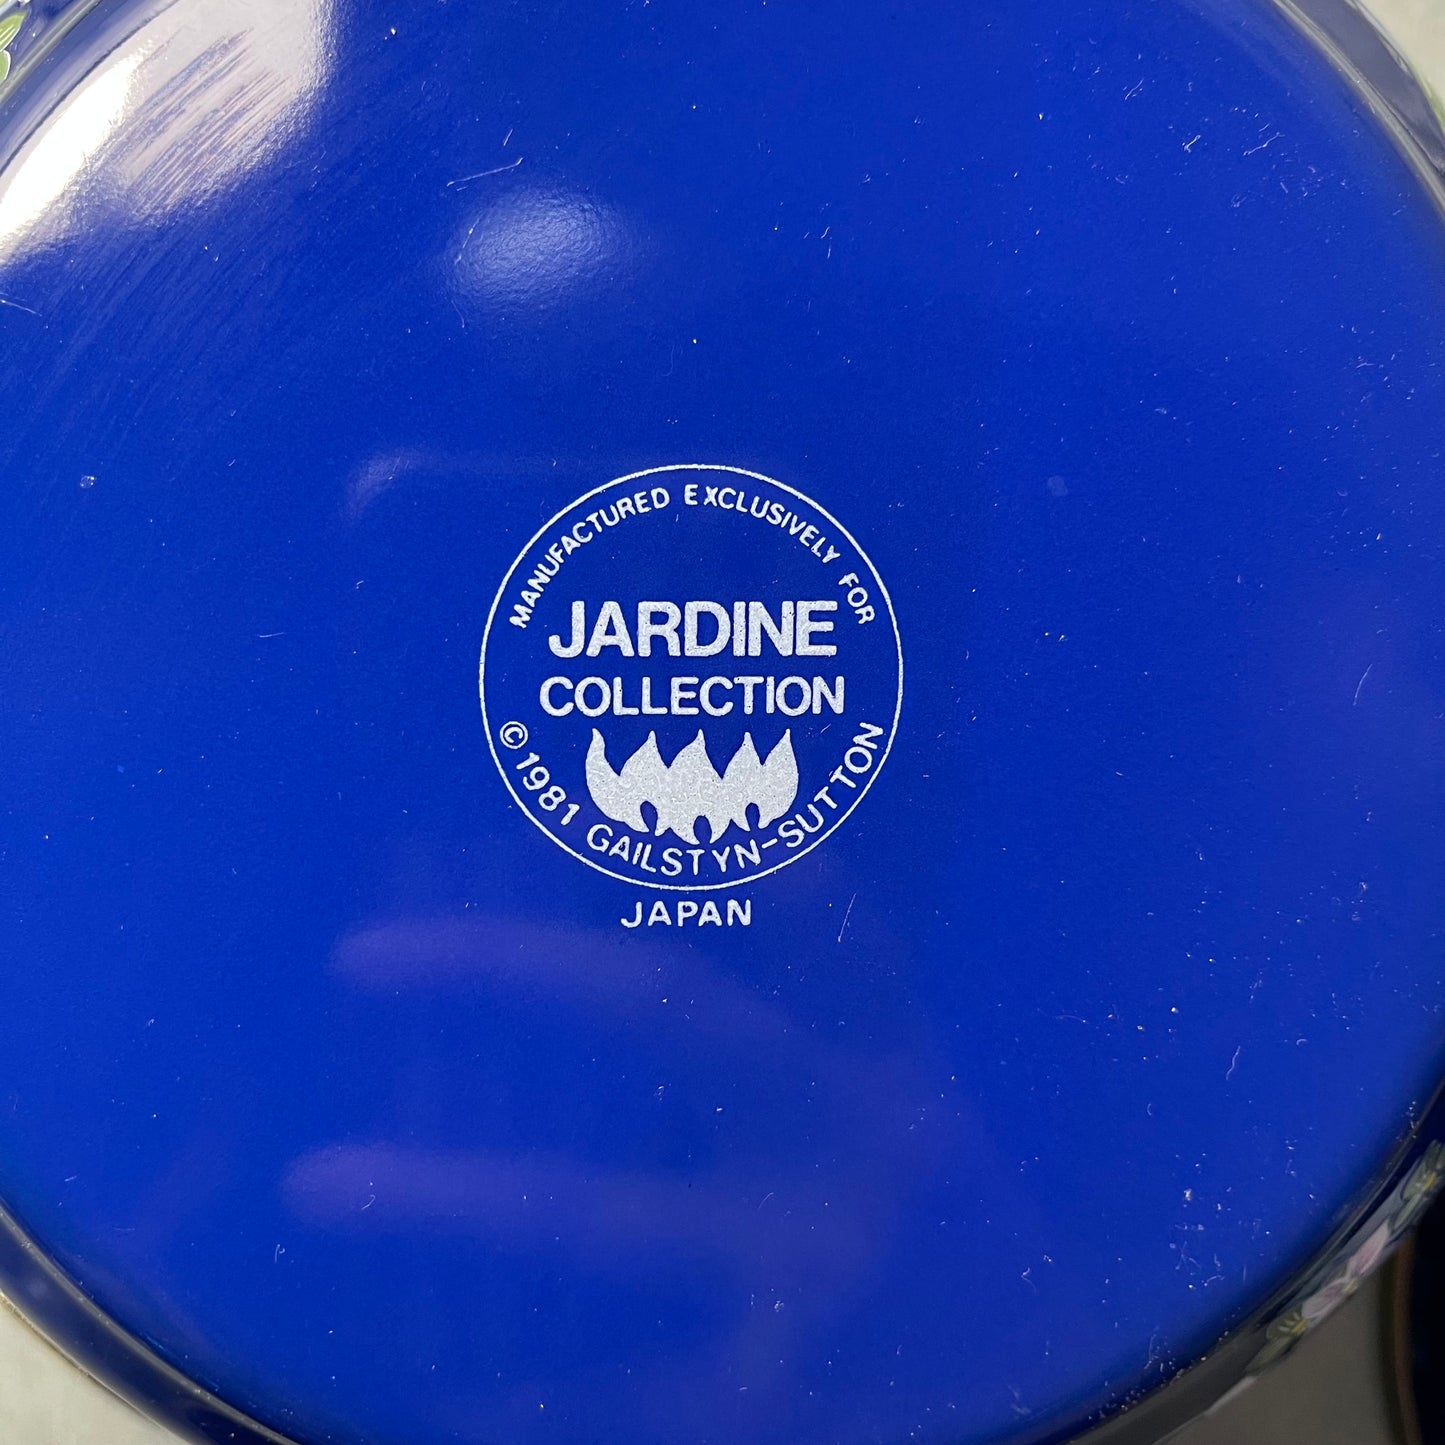 MANUFACTURED EXCLUSIVELY FOR
JARDINE
COLLECTION
© 1981 GAILSTYN-SUTTON
JAPAN